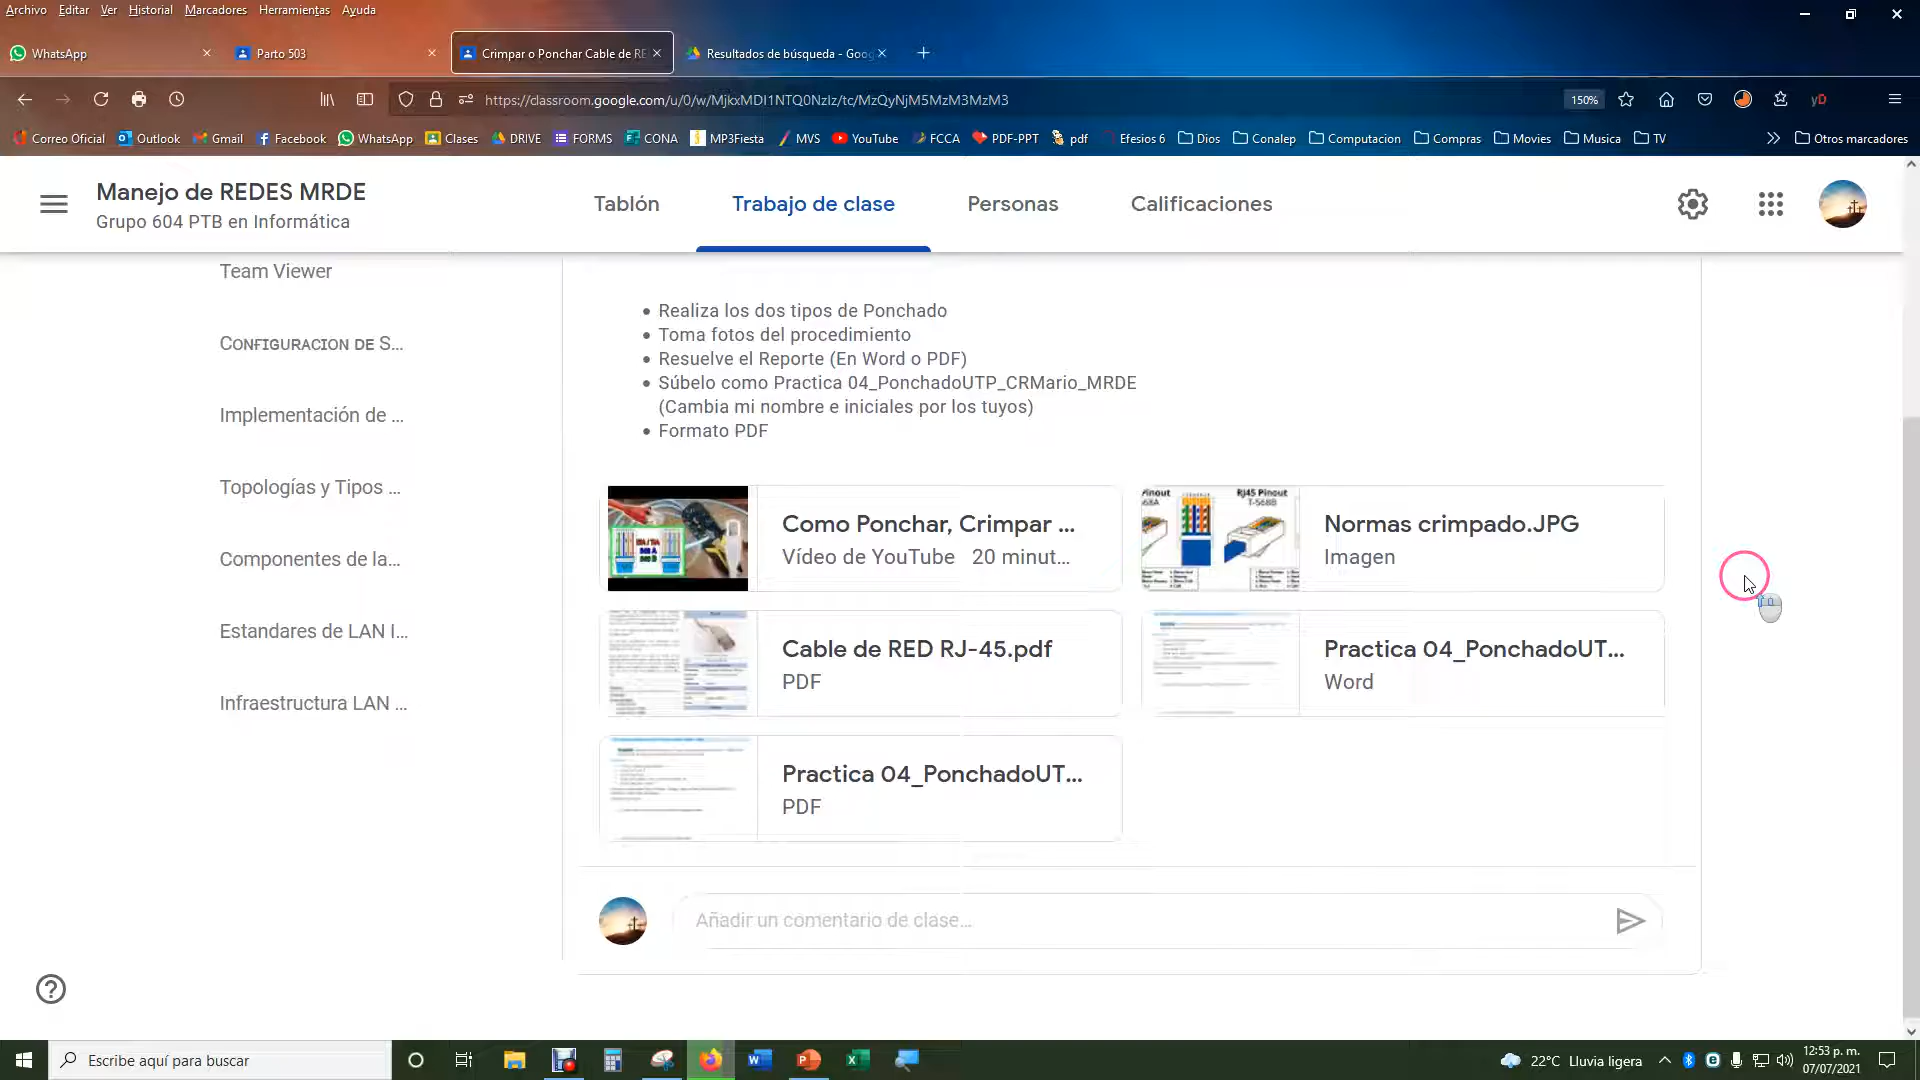 Archivo Editar Ver Historial Marcadores Herramientas Ayuda
WhatsApp
Parto 503
Crimpar o Ponchar Cable de RE
Resultados de búsqueda - Goog
https://classroom.google.com/u/0/w/MjkxMDI1NTQ0NzIz/tc/MzQyNjM5MzM3MzM3
150%
Correo Oficial Outlook Gmail Facebook WhatsApp Clases DRIVE FORMS CONA MP3Fiesta MVS YouTube FCCA PDF-PPT pdf Efesios 6 Dios Conalep Computacion Compras Movies Musica TV Otros marcadores
Manejo de REDES MRDE
Grupo 604 PTB en Informática
Tablón Trabajo de clase Personas Calificaciones
Team Viewer
Configuracion de S...
Implementación de ...
Topologías y Tipos ...
Componentes de la...
Estandares de LAN I...
Infraestructura LAN ...
Realiza los dos tipos de Ponchado
Toma fotos del procedimiento
Resuelve el Reporte (En Word o PDF)
Súbelo como Practica 04_PonchadoUTP_CRMario_MRDE
(Cambia mi nombre e iniciales por los tuyos)
Formato PDF
Como Ponchar, Crimpar ...
Vídeo de YouTube 20 minut...
RJ45 Pinout
T-568B
Normas crimpado.JPG
Imagen
Cable de RED RJ-45.pdf
PDF
Practica 04_PonchadoUT...
Word
Practica 04_PonchadoUT...
PDF
Añadir un comentario de clase...
Escribe aquí para buscar
22°C Lluvia ligera
12:53 p. m.
07/07/2021